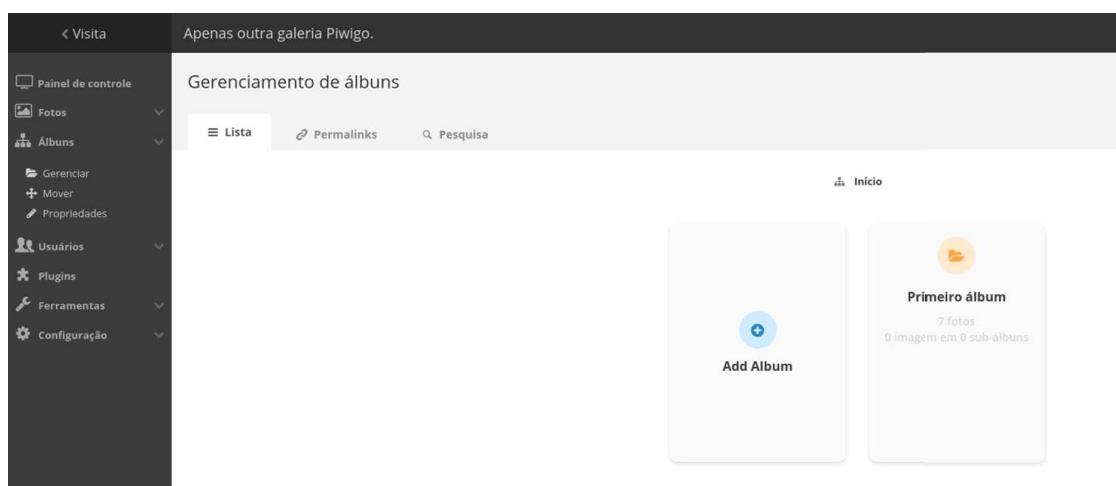 Visita
Apenas outra galeria Piwigo.
Painel de controle
Fotos
Álbuns
Gerenciar
Mover
Propriedades
Usuários
Plugins
Ferramentas
Configuração
Gerenciamento de álbuns
Lista
Permalinks
Pesquisa
Início
Add Album
Primeiro álbum
7 fotos
0 imagem em 0 sub-álbuns